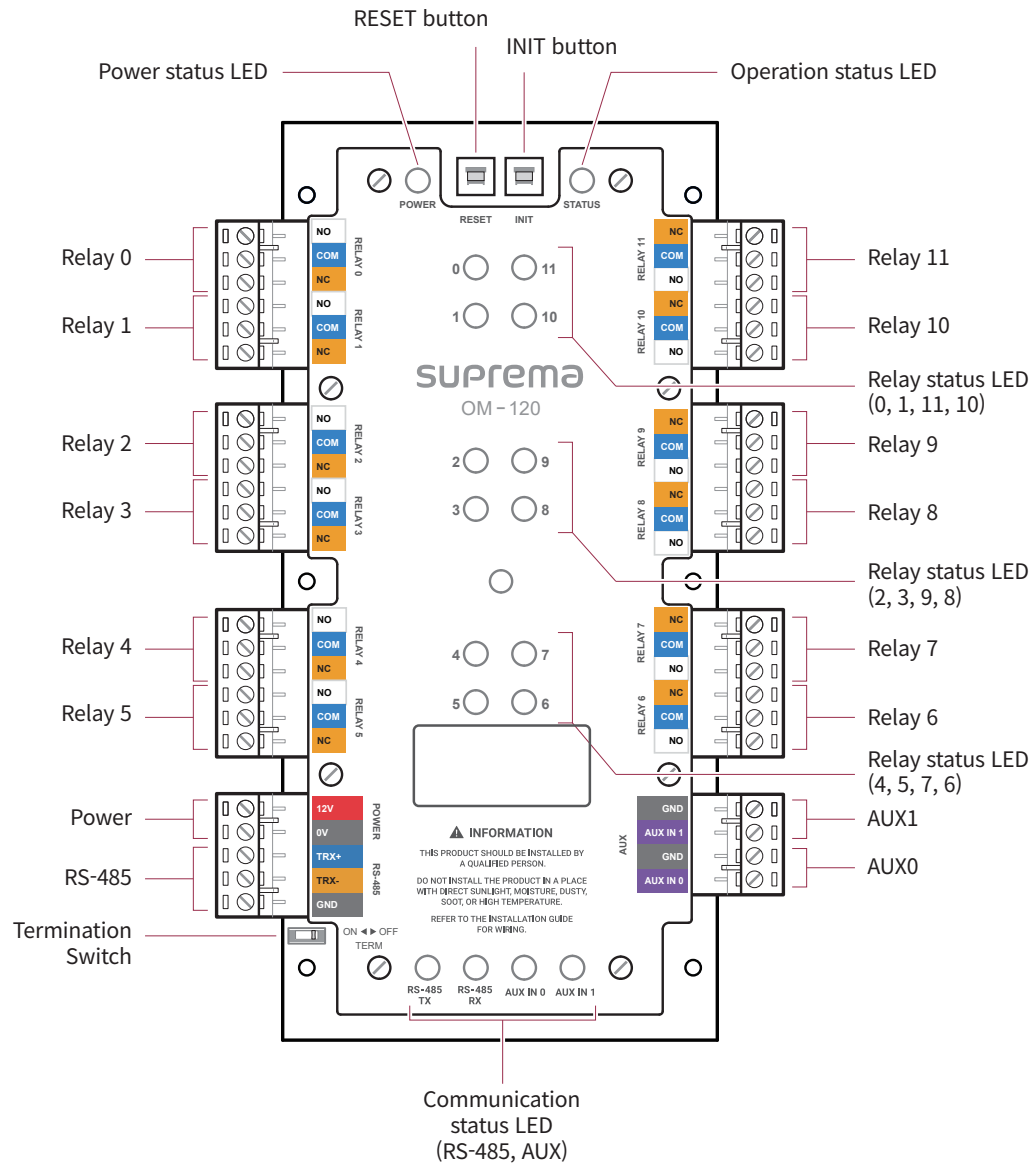 RESET button
INIT button
Power status LED
Operation status LED
POWER
RESET
INIT
STATUS
Relay 0
NO
COM
NC
RELAY 0
Relay 1
NO
COM
NC
RELAY 1
0
11
1
10
NC
COM
NO
RELAY 11
Relay 11
NC
COM
NO
RELAY 10
Relay 10
suprema
OM-120
Relay status LED
(0, 1, 11, 10)
Relay 2
NO
COM
NC
RELAY 2
Relay 3
NO
COM
NC
RELAY 3
2
9
3
8
NC
COM
NO
RELAY 9
Relay 9
NC
COM
NO
RELAY 8
Relay 8
Relay status LED
(2, 3, 9, 8)
Relay 4
NO
COM
NC
RELAY 4
Relay 5
NO
COM
NC
RELAY 5
4
7
5
6
NC
COM
NO
RELAY 7
Relay 7
NC
COM
NO
RELAY 6
Relay 6
Relay status LED
(4, 5, 7, 6)
Power
12V
0V
POWER
RS-485
TRX+
TRX-
GND
RS-485
INFORMATION
THIS PRODUCT SHOULD BE INSTALLED BY
A QUALIFIED PERSON.
DO NOT INSTALL THE PRODUCT IN A PLACE
WITH DIRECT SUNLIGHT, MOISTURE, DUSTY,
SOOT, OR HIGH TEMPERATURE.
REFER TO THE INSTALLATION GUIDE
FOR WIRING.
AUX
GND
AUX IN 1
GND
AUX IN 0
AUX1
AUX0
Termination
Switch
ON ◄► OFF
TERM
RS-485
TX
RS-485
RX
AUX IN 0
AUX IN 1
Communication
status LED
(RS-485, AUX)